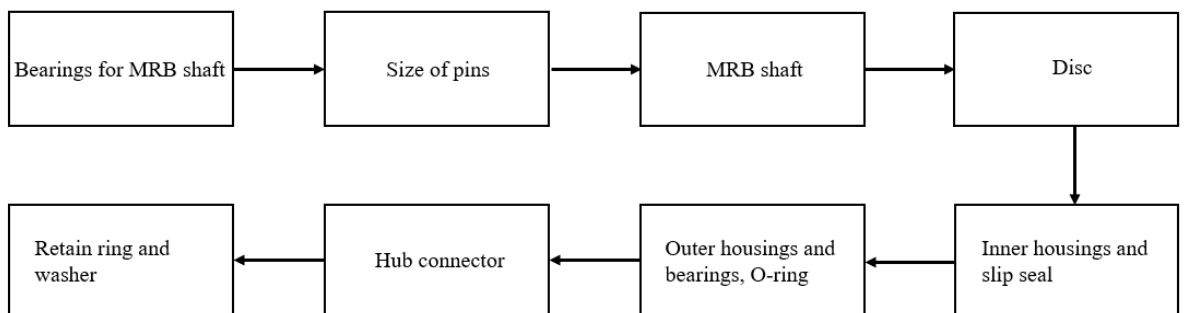 Bearings for MRB shaft
Size of pins
MRB shaft
Disc
Inner housings and
slip seal
Outer housings and
bearings, O-ring
Hub connector
Retain ring and
washer